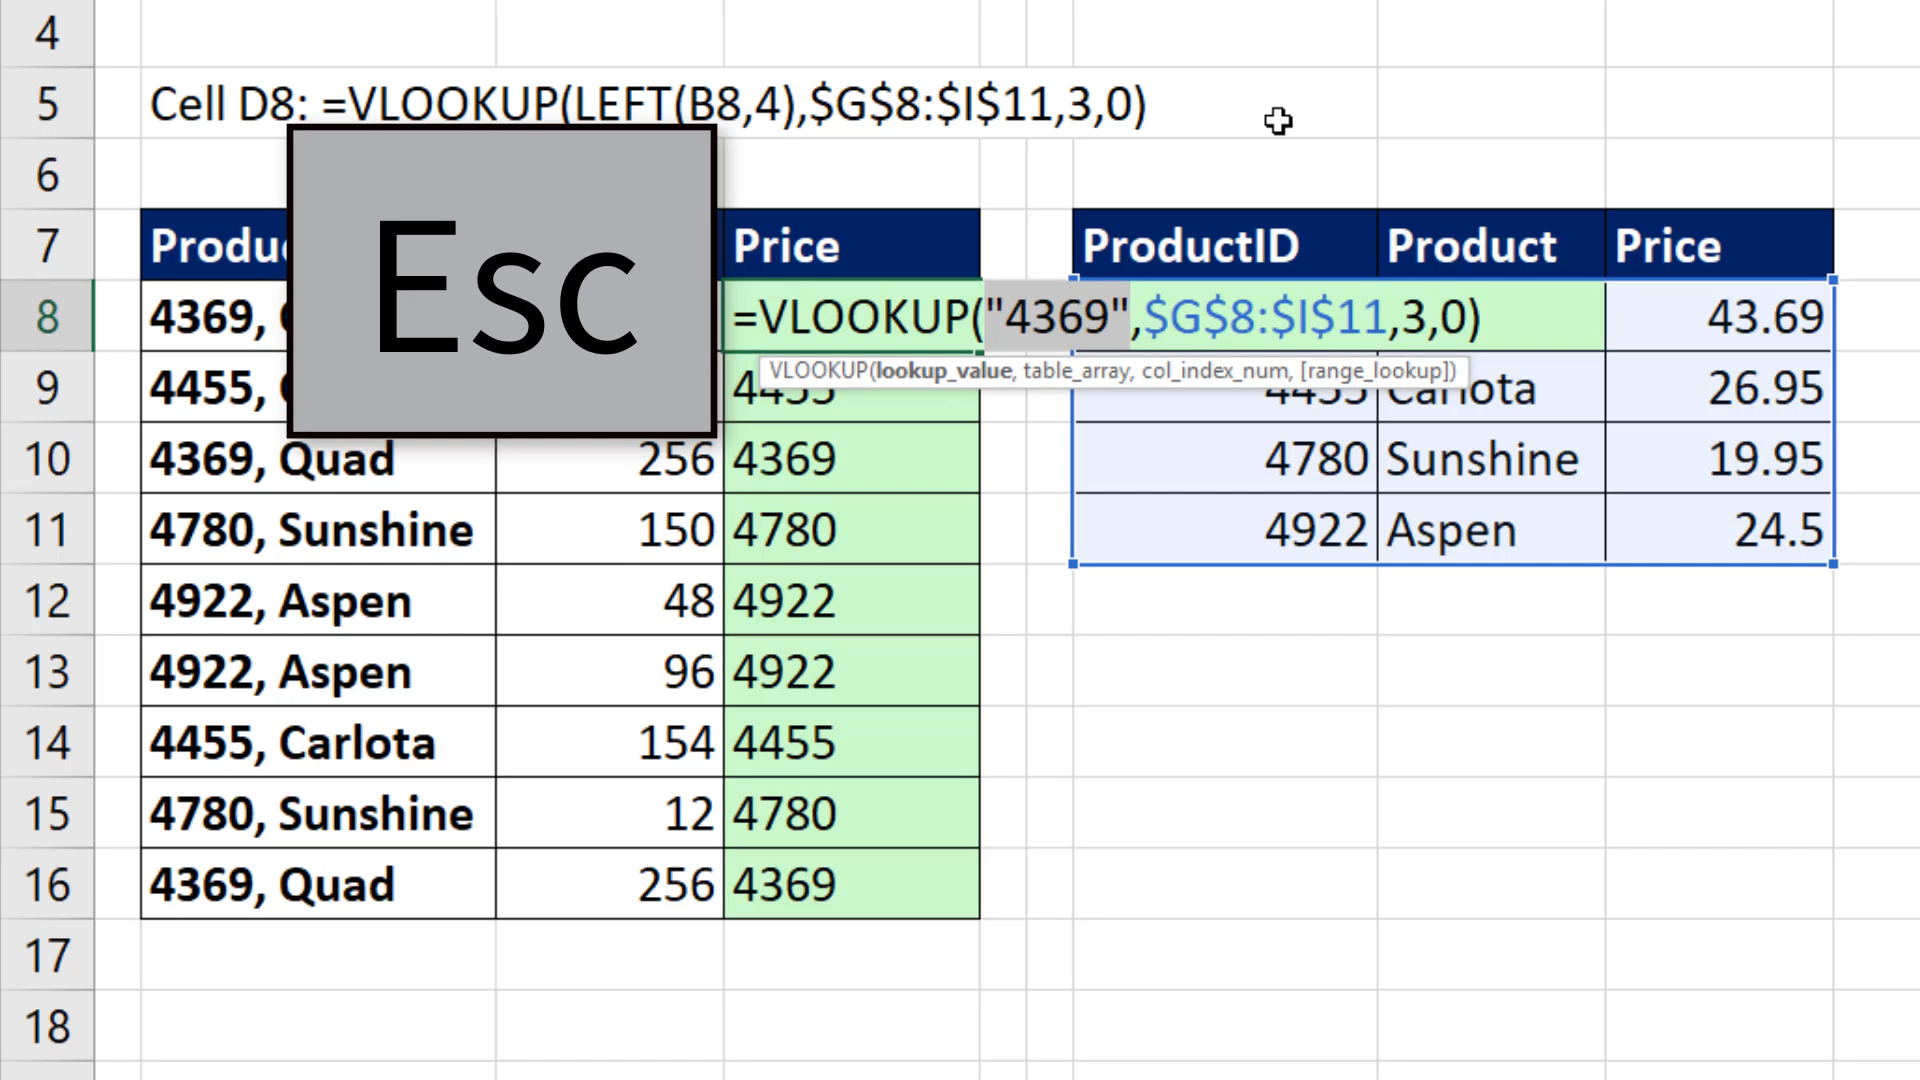 4
5 Cell D8: =VLOOKUP(LEFT(B8,4),$G$8:$I$11,3,0)
6
Esc
7 Produc Price ProductID Product Price
8 4369, =VLOOKUP("4369",$G$8:$I$11,3,0) 43.69
VLOOKUP(lookup_value, table_array, col_index_num, [range_lookup])
9 4455, 4455 4455 Carlota 26.95
10 4369, Quad 256 4369 4780 Sunshine 19.95
11 4780, Sunshine 150 4780 4922 Aspen 24.5
12 4922, Aspen 48 4922
13 4922, Aspen 96 4922
14 4455, Carlota 154 4455
15 4780, Sunshine 12 4780
16 4369, Quad 256 4369
17
18